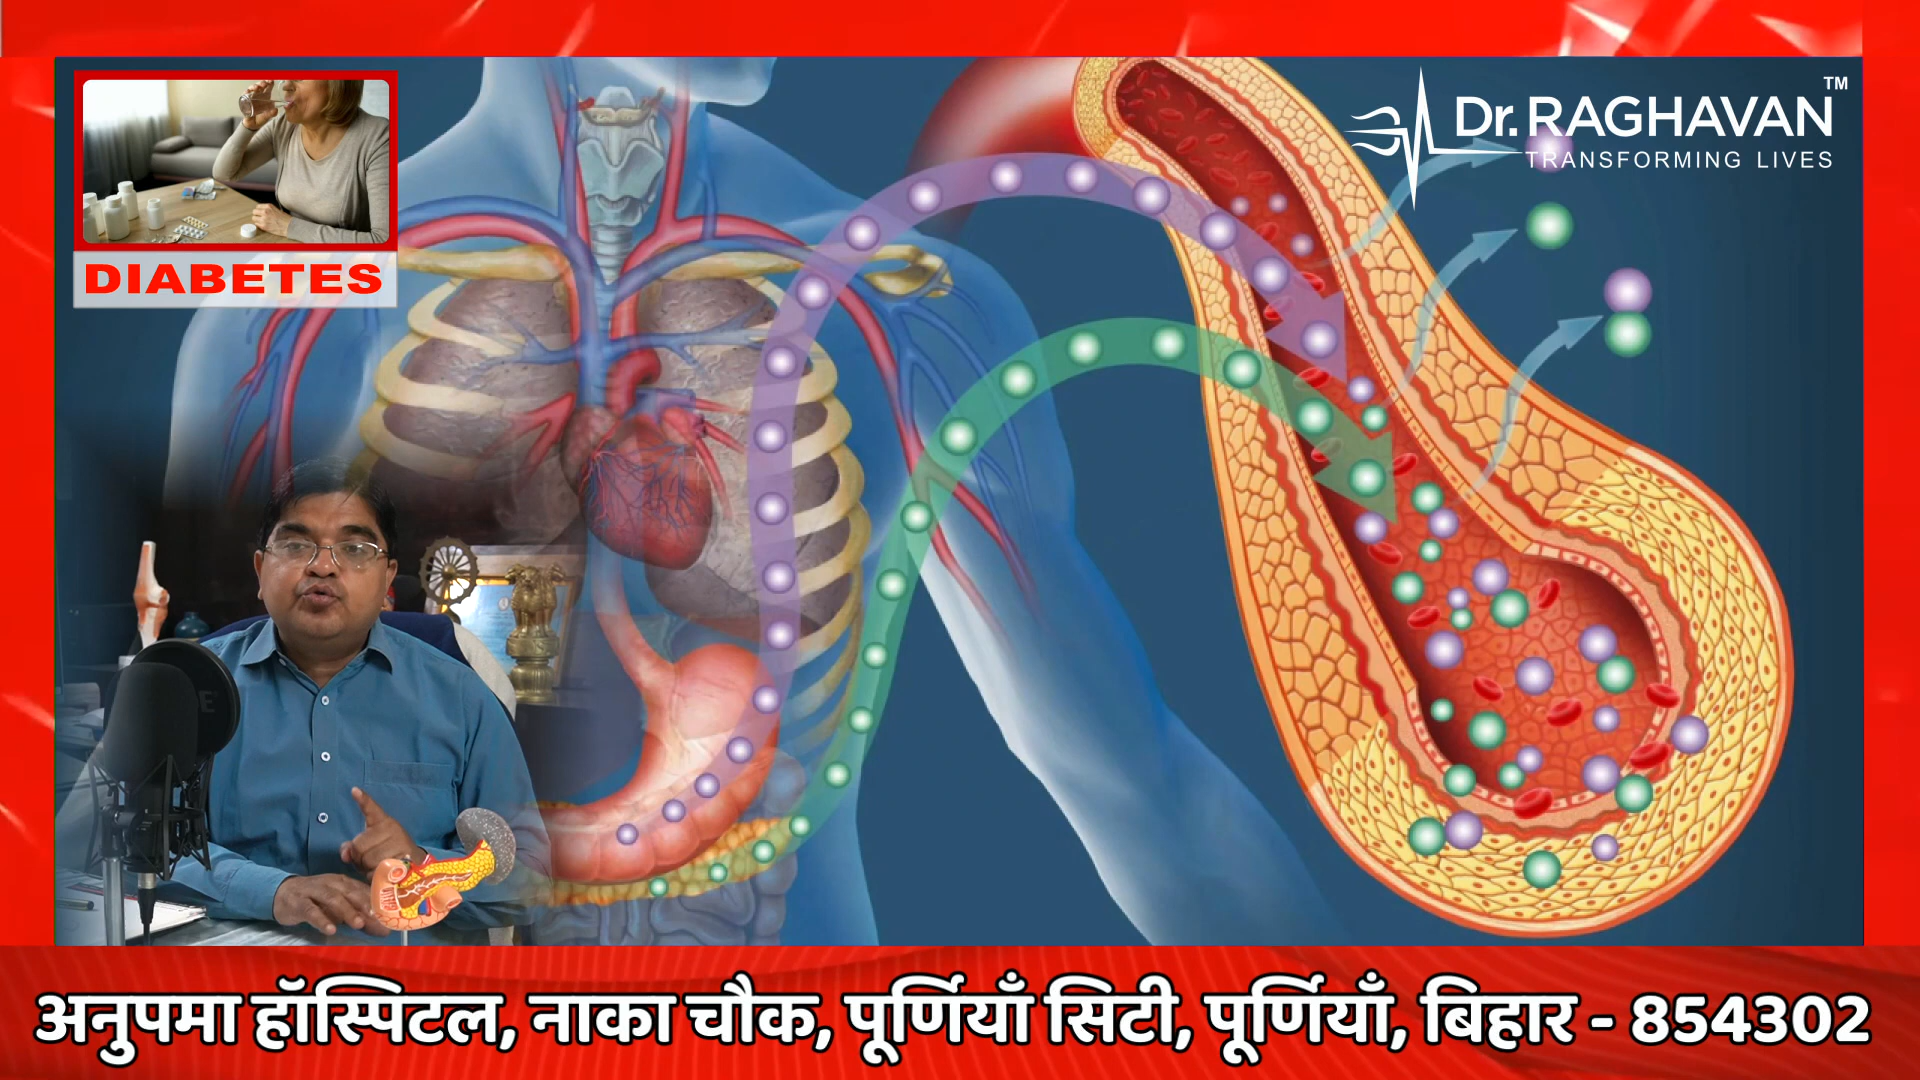 DIABETES
Dr. RAGHAVAN™
TRANSFORMING LIVES
अनुपमा हॉस्पिटल, नाका चौक, पूर्णियाँ सिटी, पूर्णियाँ, बिहार - 854302